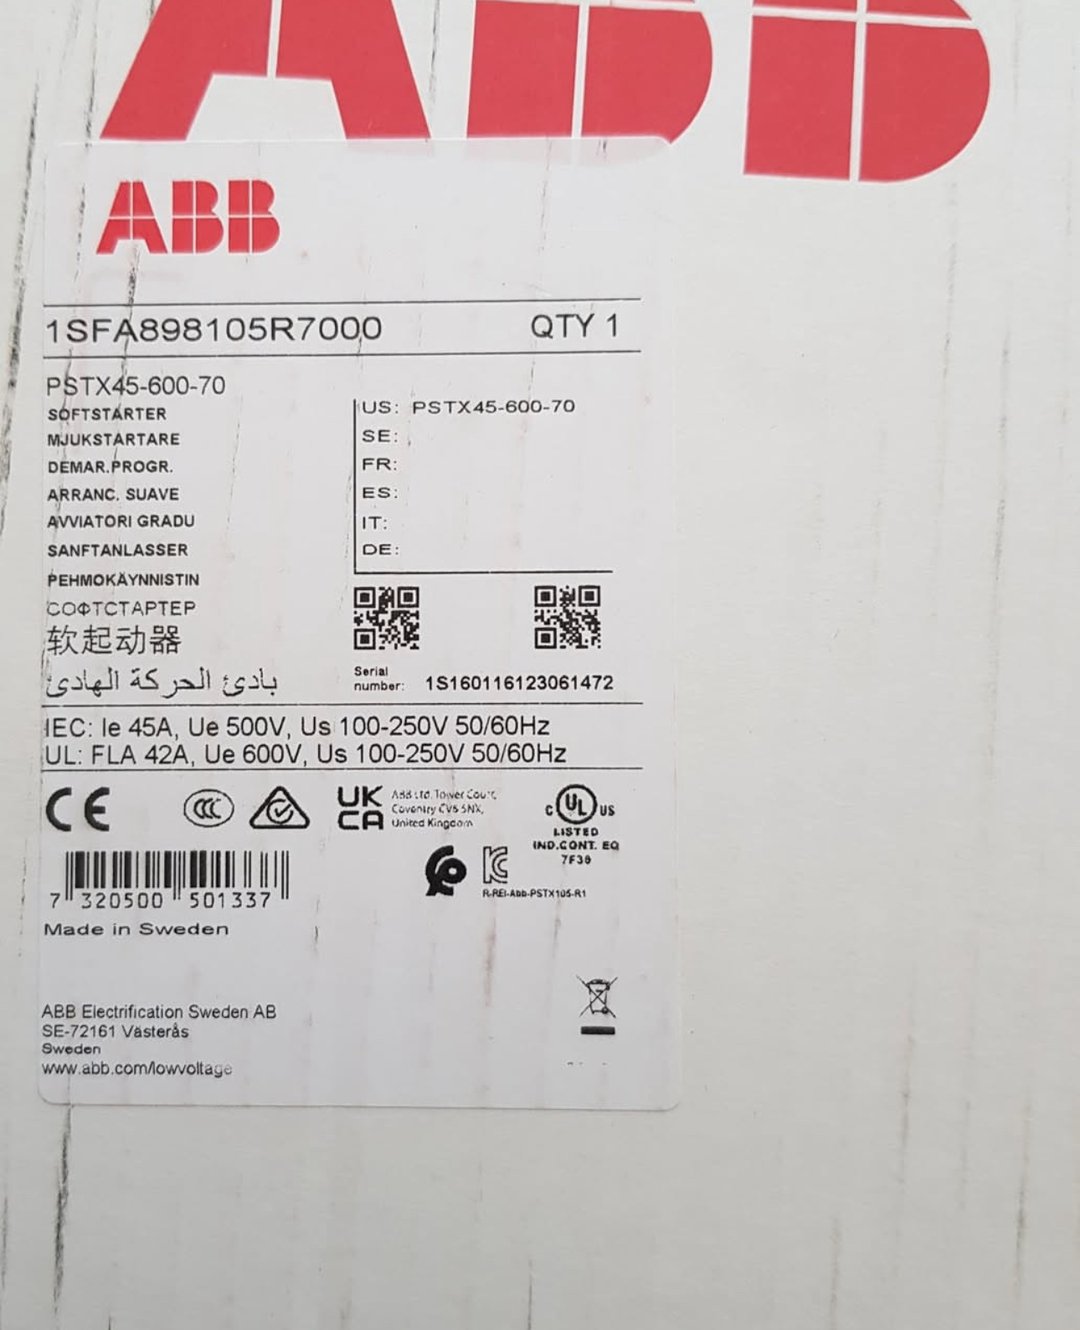 ABB
ABB
1SFA898105R7000 QTY 1
PSTX45-600-70
SOFTSTARTER
MJUKSTARTARE
DEMAR.PROGR.
ARRANC. SUAVE
AVVIATORI GRADU
SANFTANLASSER
PEHMOKÄYNNISTIN
СОФТСТАРТЕР
软起动器
بادئ الحركة الهادئ
US: PSTX45-600-70
SE:
FR:
ES:
IT:
DE:
Serial
number: 1S160116123061472
IEC: Ie 45A, Ue 500V, Us 100-250V 50/60Hz
UL: FLA 42A, Ue 600V, Us 100-250V 50/60Hz
CE
CCC
UK
CA
ABB Ltd. Tower Court,
Coventry CV6 5NX,
United Kingdom
C UL US
LISTED
IND.CONT. EQ
7F38
R-REI-Abb-PSTX105-R1
7 320500 501337
Made in Sweden
ABB Electrification Sweden AB
SE-72161 Västerås
Sweden
www.abb.com/lowvoltage